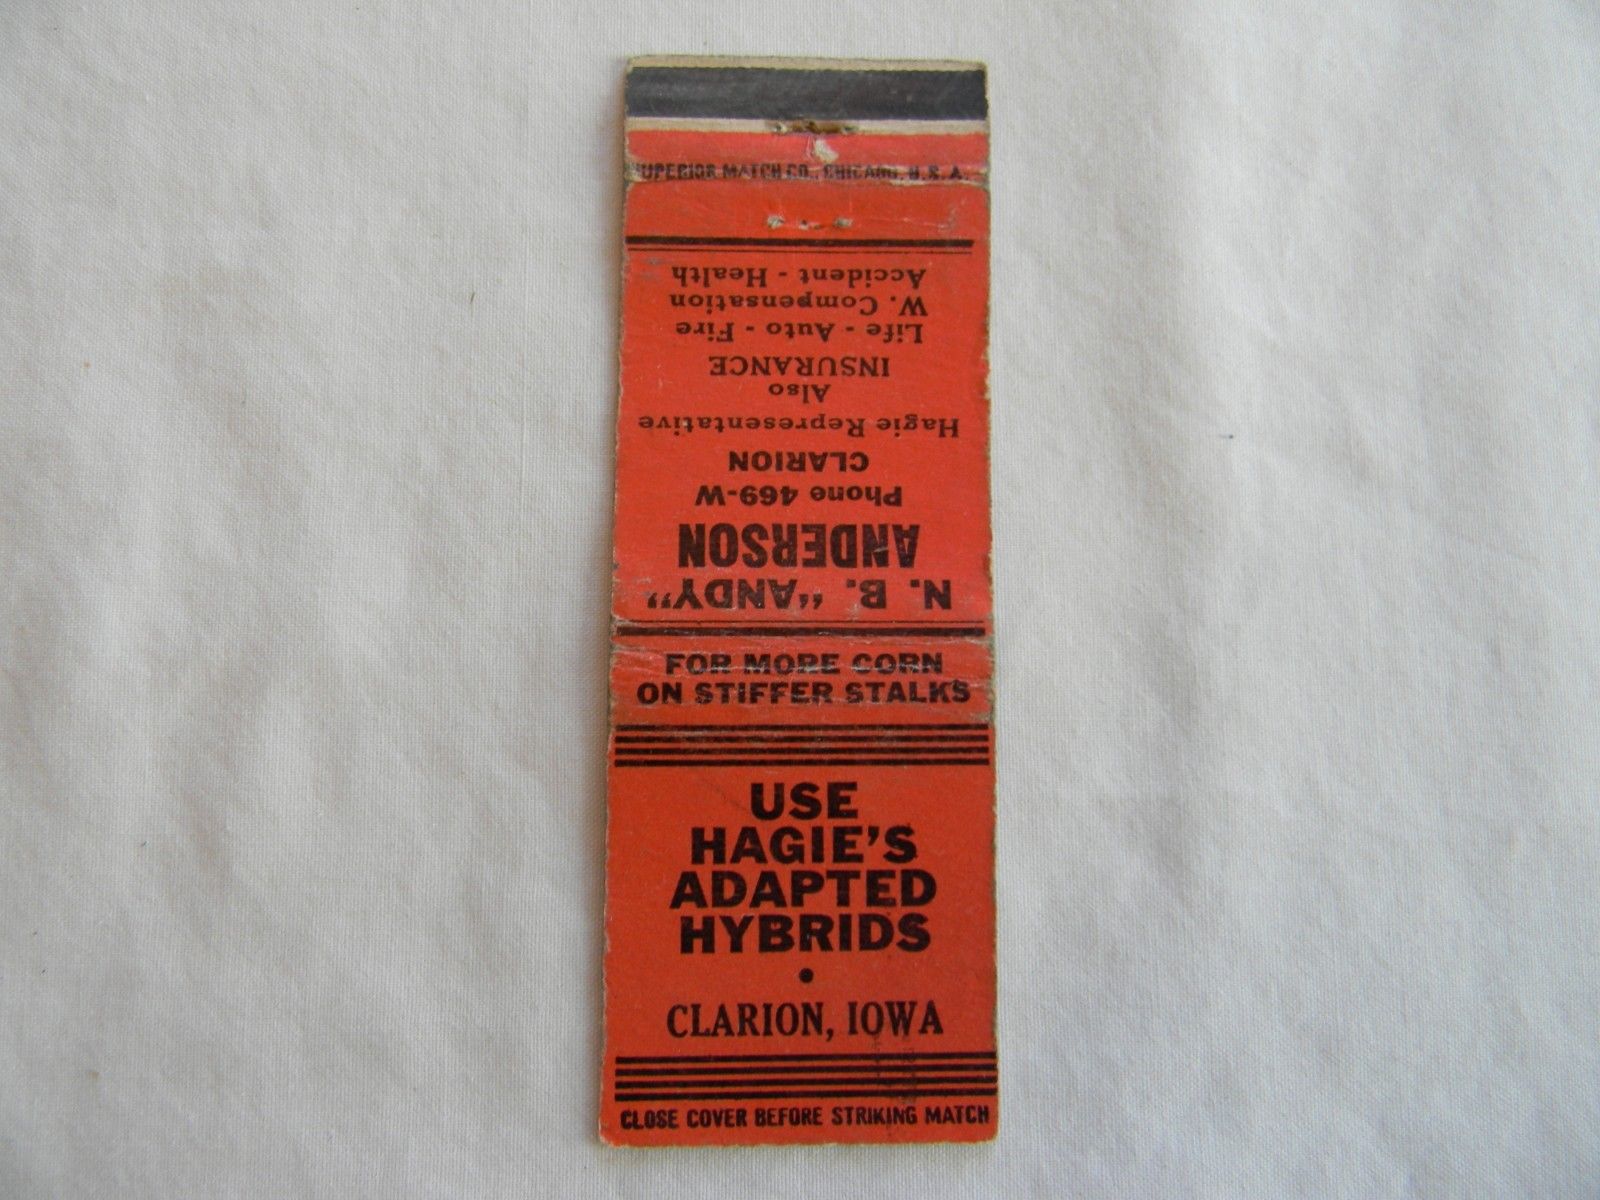 SUPERIOR MATCH CO., CHICAGO, U.S.A.
N. B. "ANDY"
ANDERSON
Phone 469-W
CLARION
Hagie Representative
Also
INSURANCE
Life - Auto - Fire
W. Compensation
Accident - Health
FOR MORE CORN
ON STIFFER STALKS
USE
HAGIE'S
ADAPTED
HYBRIDS
•
CLARION, IOWA
CLOSE COVER BEFORE STRIKING MATCH